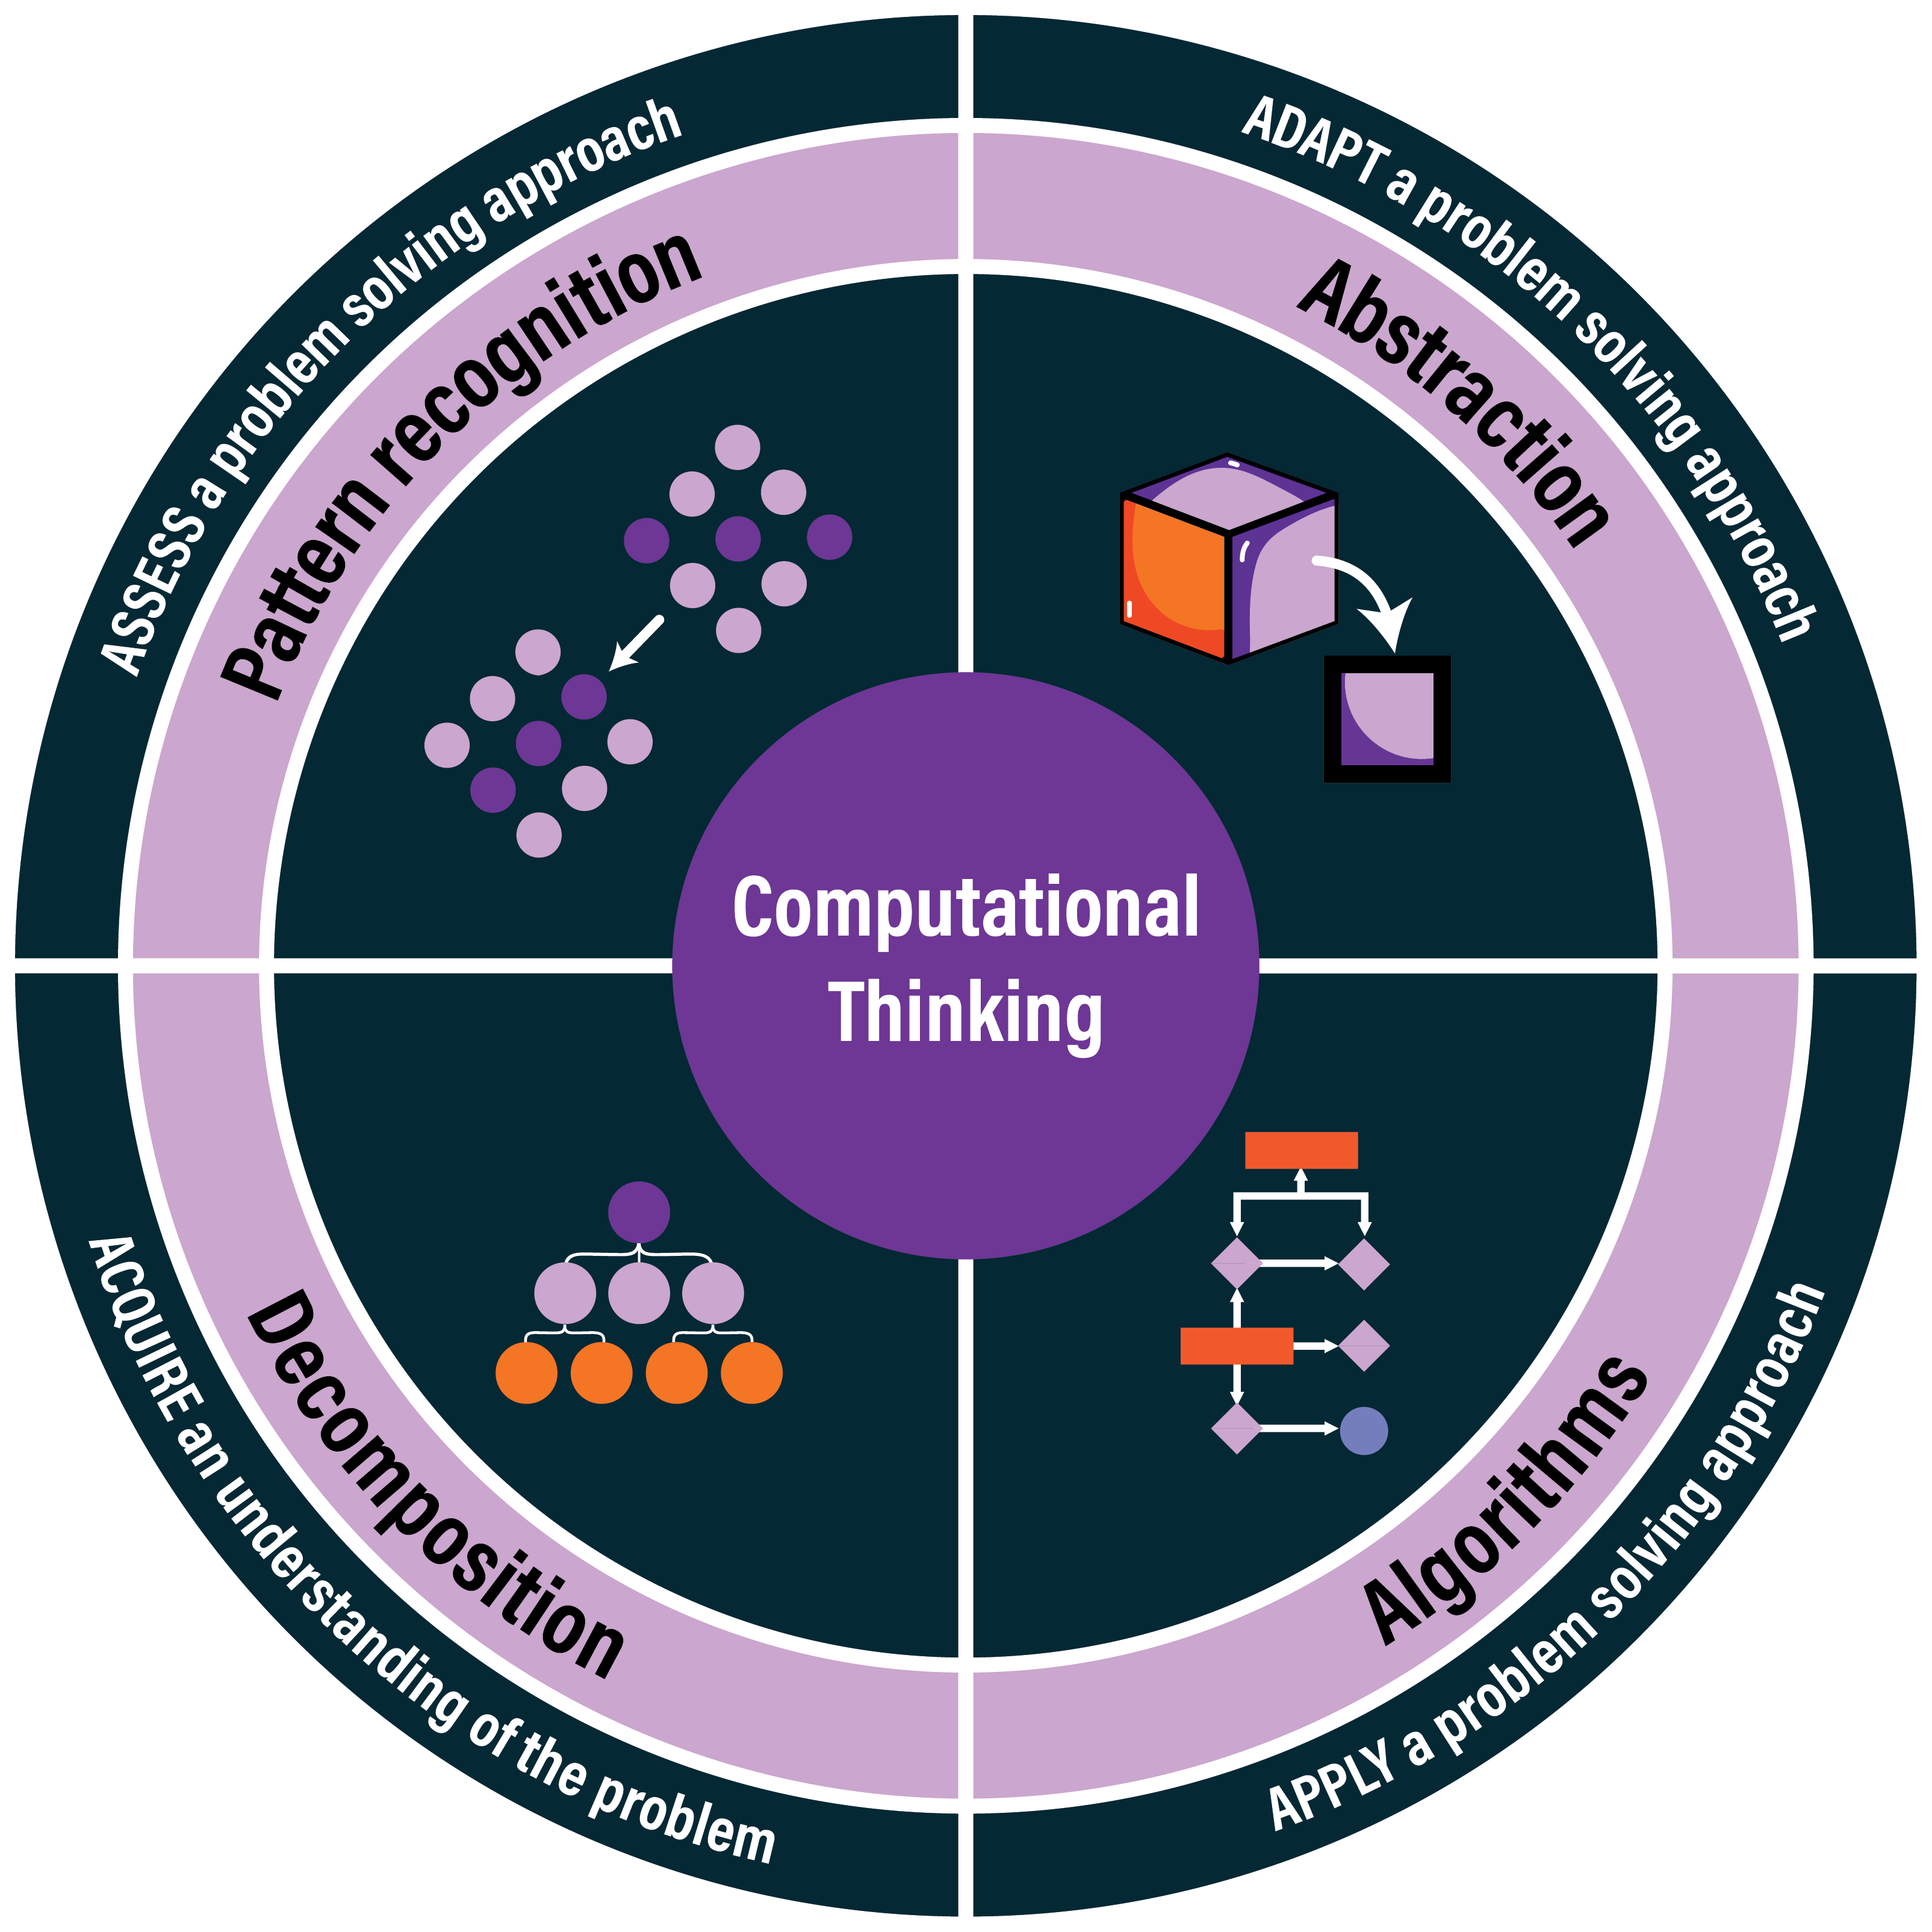 ASSESS a problem solving approach
ADAPT a problem solving approach
Pattern recognition
Abstraction
Computational
Thinking
Decomposition
Algorithms
ACQUIRE an understanding of the problem
APPLY a problem solving approach